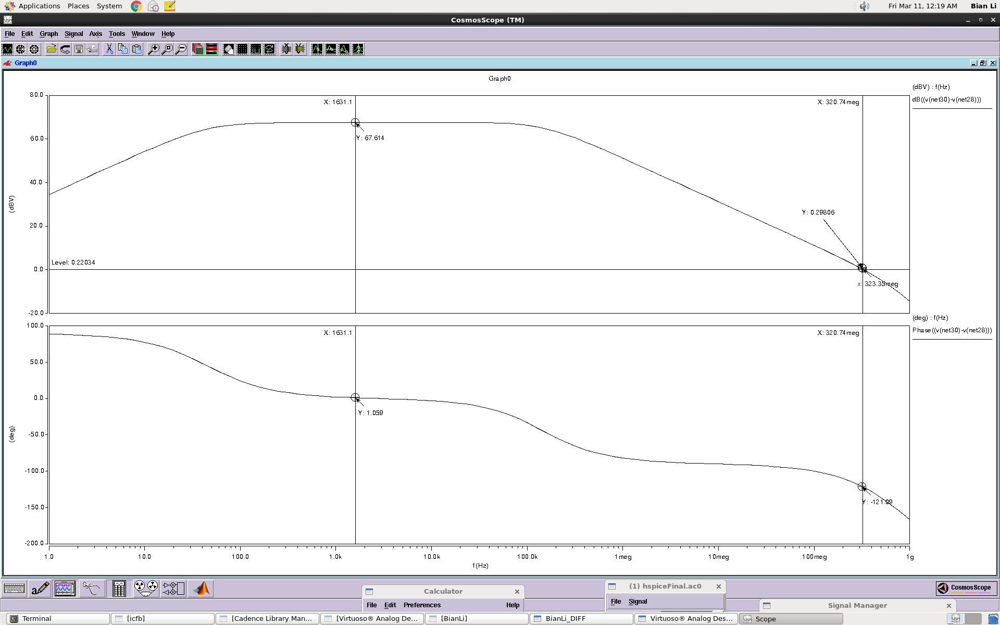 Applications Places System Fri Mar 11, 12:19 AM Bian Li
CosmosScope (TM)
File Edit Graph Signal Axis Tools Window Help
Graph0
Graph0
(dBV) : f(Hz)
dB((v(net30)-v(net28)))
80.0
X: 1631.1
X: 320.74meg
Y: 67.614
60.0
40.0
(dBV)
Y: 0.29806
20.0
Level: 0.22034
0.0
x: 323.35meg
-20.0
(deg) : f(Hz)
Phase((v(net30)-v(net28)))
100.0
X: 1631.1
X: 320.74meg
50.0
0.0
Y: 1.059
-50.0
(deg)
-100.0
Y: -121.09
-150.0
-200.0
1.0 10.0 100.0 1.0k 10.0k 100.0k 1meg 10meg 100meg 1g
f(Hz)
a
CosmosScope
Calculator
File Edit Preferences Help
(1) hspiceFinal.ac0
File Signal
Signal Manager
Terminal [icfb] [Cadence Library Man... [Virtuoso® Analog De... [BianLi] BianLi_DIFF Virtuoso® Analog Des... Scope